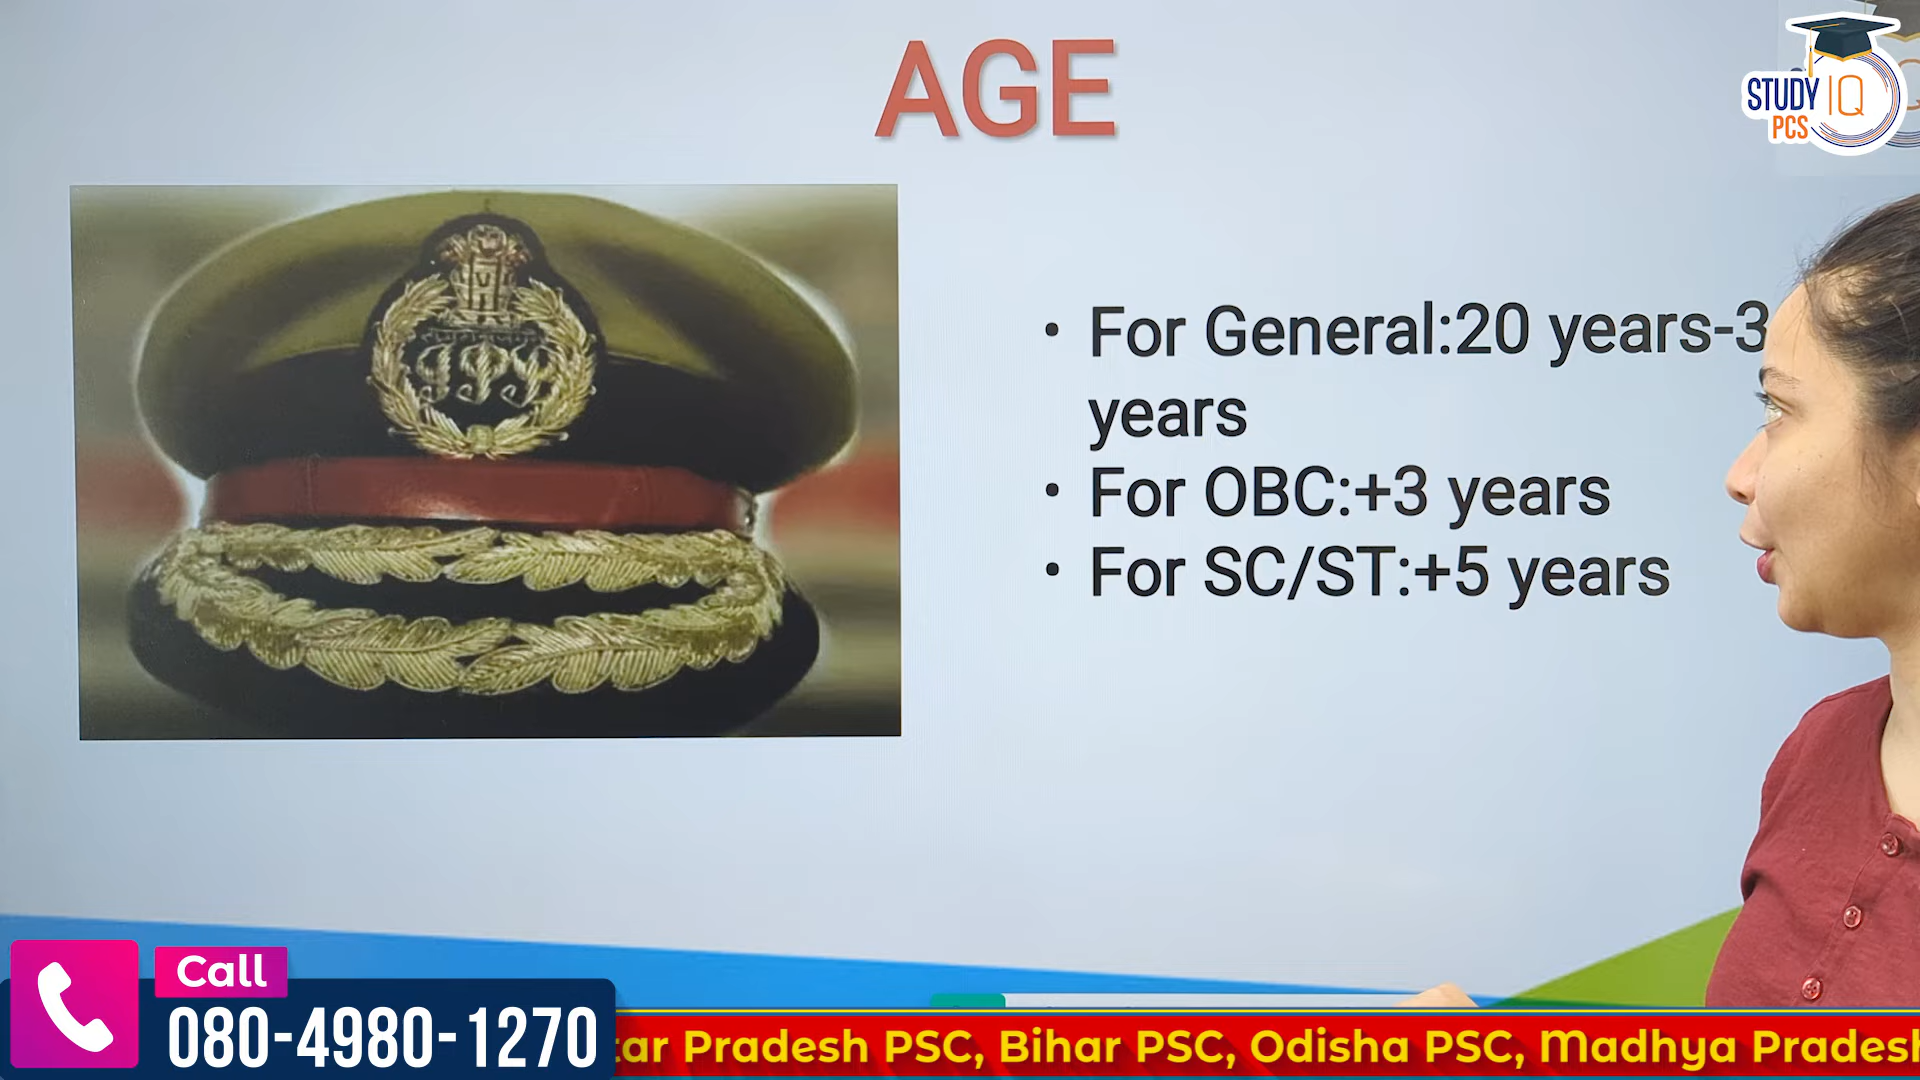 AGE
STUDY IQ
PCS
• For General:20 years-3
years
• For OBC:+3 years
• For SC/ST:+5 years
Call
080-4980-1270
tar Pradesh PSC, Bihar PSC, Odisha PSC, Madhya Pradesh